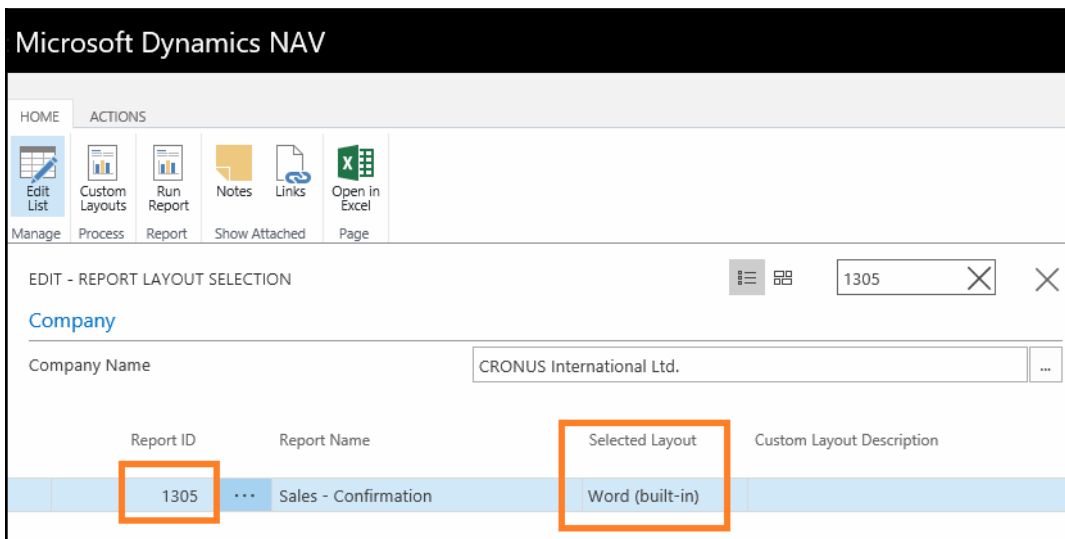 Microsoft Dynamics NAV
HOME ACTIONS
Edit List Custom Layouts Run Report Notes Links Open in Excel
Manage Process Report Show Attached Page
EDIT - REPORT LAYOUT SELECTION 1305
Company
Company Name CRONUS International Ltd. ...
Report ID Report Name Selected Layout Custom Layout Description
1305 ... Sales - Confirmation Word (built-in)